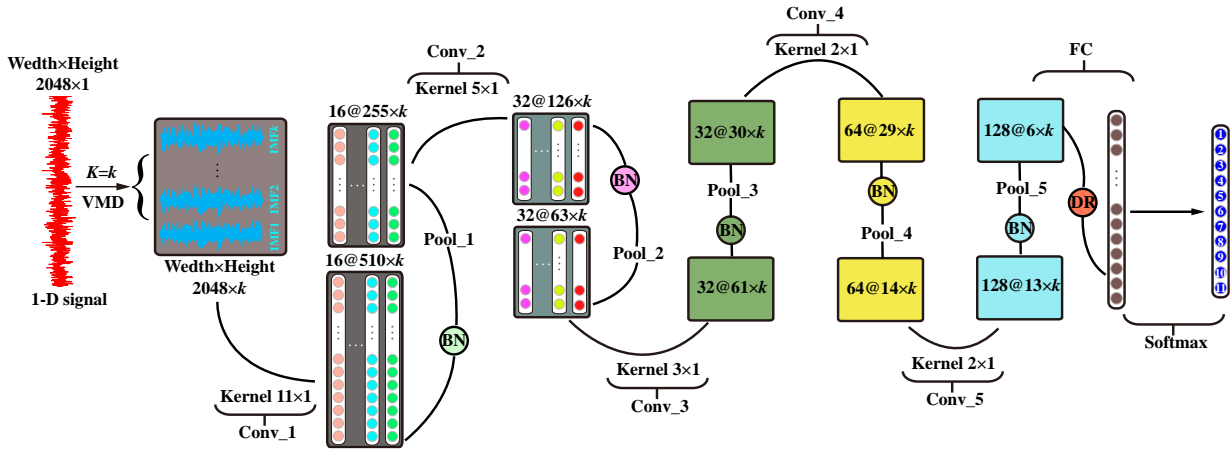 Wedth×Height
2048×1
1-D signal
K=k
VMD
IMFk
IMF2
IMF1
Wedth×Height
2048×k
Kernel 11×1
Conv_1
16@255×k
16@510×k
Pool_1
BN
Conv_2
Kernel 5×1
32@126×k
32@63×k
BN
Pool_2
Kernel 3×1
Conv_3
32@30×k
Pool_3
BN
32@61×k
Conv_4
Kernel 2×1
64@29×k
BN
Pool_4
64@14×k
Kernel 2×1
Conv_5
128@6×k
Pool_5
BN
128@13×k
FC
DR
Softmax
1
2
3
4
5
6
7
8
9
10
11